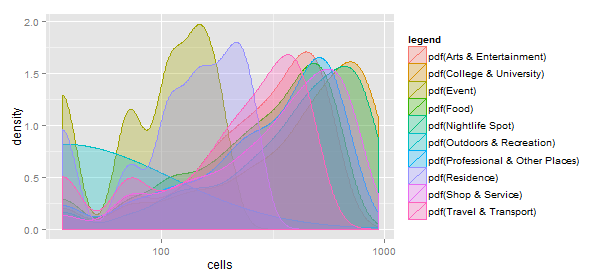 density
2.0
1.5
1.0
0.5
0.0
100
1000
cells
legend
pdf(Arts & Entertainment)
pdf(College & University)
pdf(Event)
pdf(Food)
pdf(Nightlife Spot)
pdf(Outdoors & Recreation)
pdf(Professional & Other Places)
pdf(Residence)
pdf(Shop & Service)
pdf(Travel & Transport)